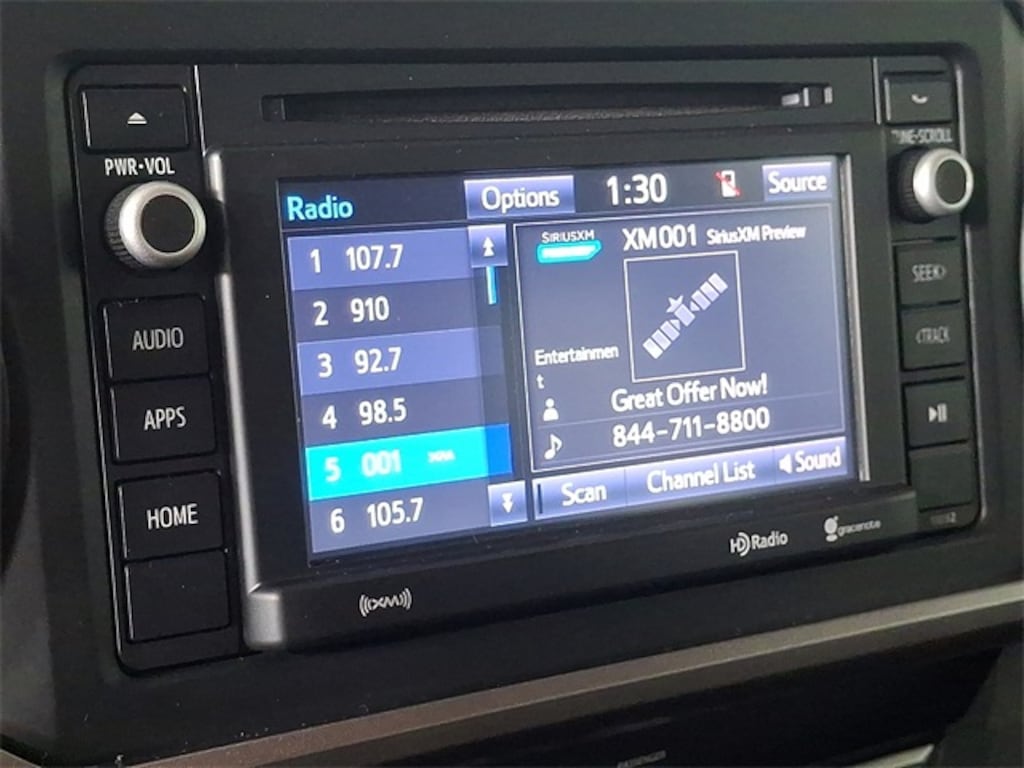 PWR•VOL
TUNE•SCROLL
Radio
Options
1:30
Source
1 107.7
2 910
3 92.7
4 98.5
5 001
6 105.7
SIRIUSXM
XM001 SiriusXM Preview
Entertainmen
t
Great Offer Now!
844-711-8800
Scan
Channel List
Sound
AUDIO
APPS
HOME
SEEK>
<TRACK
HD Radio
gracenote
((XM))